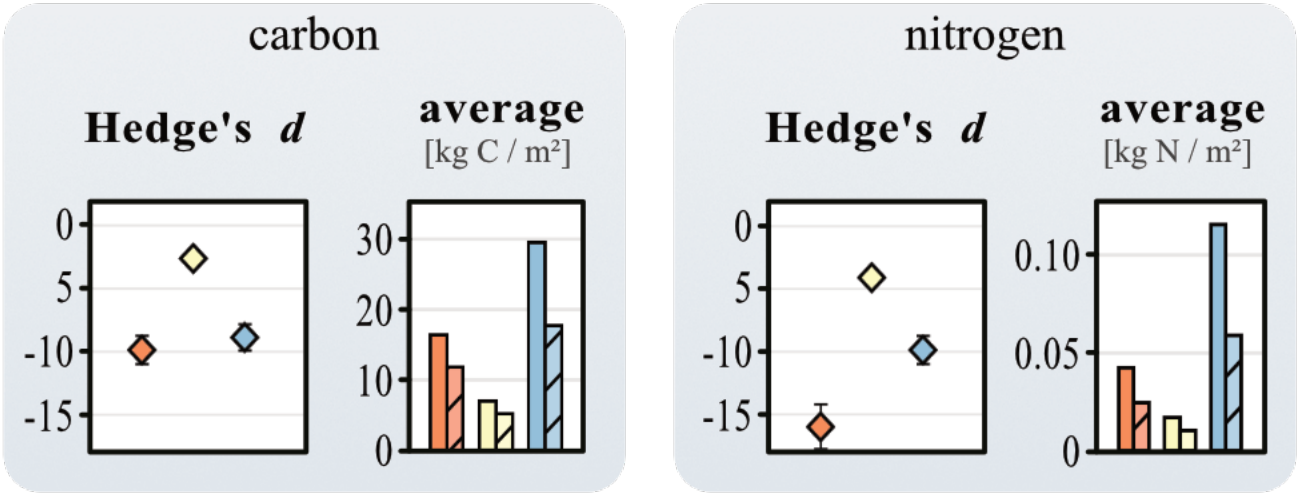 carbon
Hedge's d
average
[kg C / m²]
0
5
-10
-15
30
20
10
0
nitrogen
Hedge's d
average
[kg N / m²]
0
5
-10
-15
0.10
0.05
0